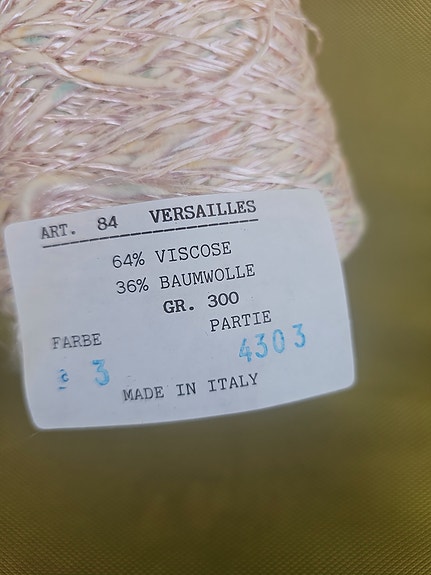 ART. 84 VERSAILLES
64% VISCOSE
36% BAUMWOLLE
GR. 300
FARBE PARTIE
3 4303
MADE IN ITALY